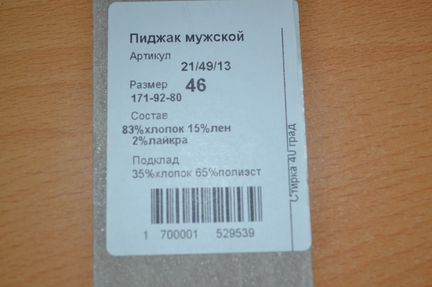 Пиджак мужской
Артикул
21/49/13
Размер 46
171-92-80
Состав
83%хлопок 15%лен
2%лайкра
Подклад
35%хлопок 65%полиэст
1 700001 529539
Стирка 40 град